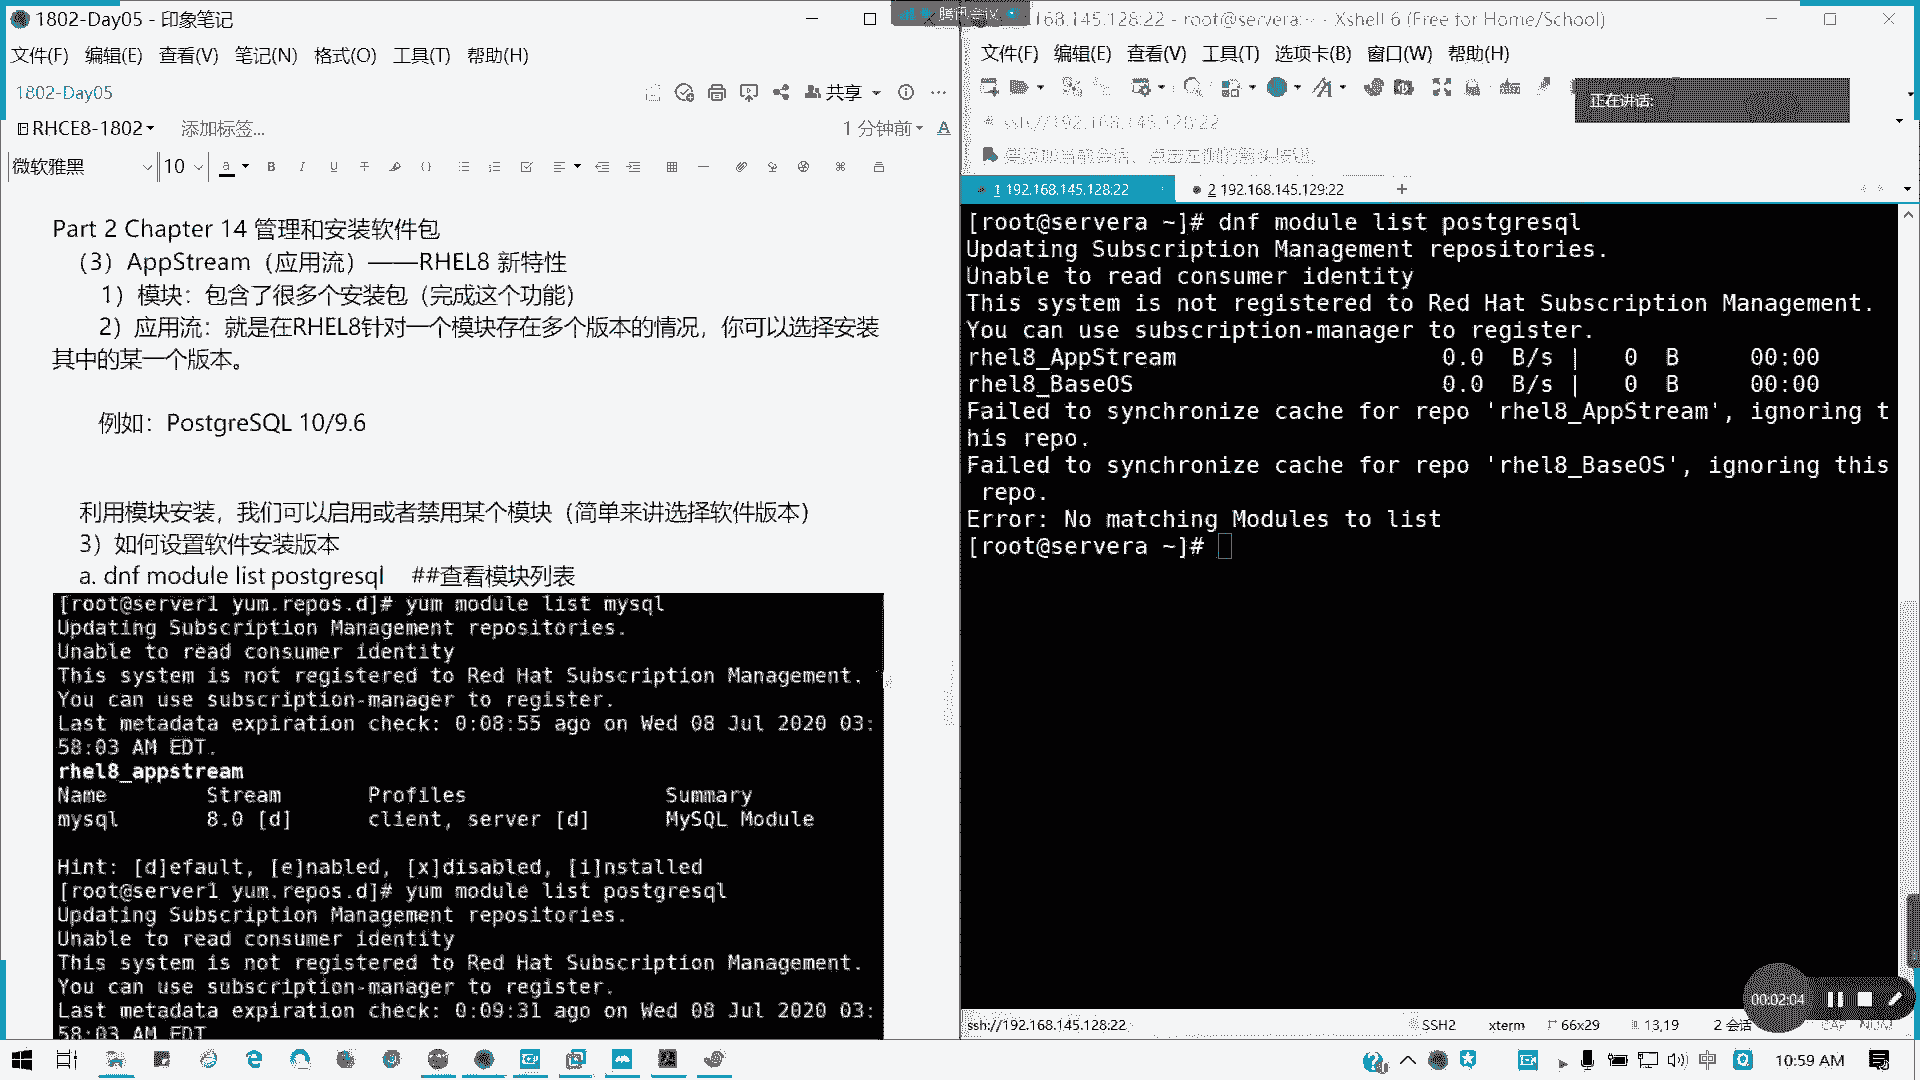 1802-Day05 - 印象笔记
文件(F) 编辑(E) 查看(V) 笔记(N) 格式(O) 工具(T) 帮助(H)
1802-Day05
共享
RHCE8-1802
添加标签...
1 分钟前
微软雅黑 10
Part 2 Chapter 14 管理和安装软件包
（3）AppStream（应用流）——RHEL8 新特性
1）模块：包含了很多个安装包（完成这个功能）
2）应用流：就是在RHEL8针对一个模块存在多个版本的情况，你可以选择安装
其中的某一个版本。
例如：PostgreSQL 10/9.6
利用模块安装，我们可以启用或者禁用某个模块（简单来讲选择软件版本）
3）如何设置软件安装版本
a. dnf module list postgresql ##查看模块列表
[root@server1 yum.repos.d]# yum module list mysql
Updating Subscription Management repositories.
Unable to read consumer identity
This system is not registered to Red Hat Subscription Management.
You can use subscription-manager to register.
Last metadata expiration check: 0:08:55 ago on Wed 08 Jul 2020 03:
58:03 AM EDT.
rhel8_appstream
Name Stream Profiles Summary
mysql 8.0 [d] client, server [d] MySQL Module
Hint: [d]efault, [e]nabled, [x]disabled, [i]nstalled
[root@server1 yum.repos.d]# yum module list postgresql
Updating Subscription Management repositories.
Unable to read consumer identity
This system is not registered to Red Hat Subscription Management.
You can use subscription-manager to register.
Last metadata expiration check: 0:09:31 ago on Wed 08 Jul 2020 03:
58:03 AM EDT
腾讯会议
168.145.128:22 - root@servera:~ - Xshell 6 (Free for Home/School)
文件(F) 编辑(E) 查看(V) 工具(T) 选项卡(B) 窗口(W) 帮助(H)
正在讲话:
ssh://192.168.145.128:22
1 192.168.145.128:22
2 192.168.145.129:22
[root@servera ~]# dnf module list postgresql
Updating Subscription Management repositories.
Unable to read consumer identity
This system is not registered to Red Hat Subscription Management.
You can use subscription-manager to register.
rhel8_AppStream 0.0 B/s | 0 B 00:00
rhel8_BaseOS 0.0 B/s | 0 B 00:00
Failed to synchronize cache for repo 'rhel8_AppStream', ignoring t
his repo.
Failed to synchronize cache for repo 'rhel8_BaseOS', ignoring this
 repo.
Error: No matching Modules to list
[root@servera ~]#
00:02:04
ssh://192.168.145.128:22 SSH2 xterm 66x29 13,19 2 会话 CAP NUM
中
10:59 AM